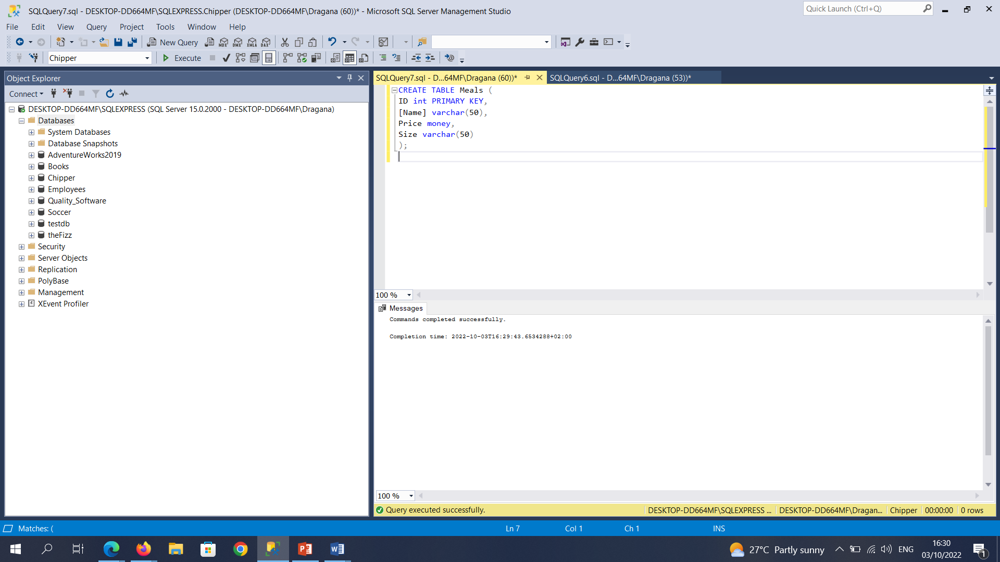 SQLQuery7.sql - DESKTOP-DD664MF\SQLEXPRESS.Chipper (DESKTOP-DD664MF\Dragana (60))* - Microsoft SQL Server Management Studio
Quick Launch (Ctrl+Q)
File Edit View Query Project Tools Window Help
New Query MDX DMX XMLA DAX
Chipper Execute
Object Explorer
Connect
DESKTOP-DD664MF\SQLEXPRESS (SQL Server 15.0.2000 - DESKTOP-DD664MF\Dragana)
Databases
System Databases
Database Snapshots
AdventureWorks2019
Books
Chipper
Employees
Quality_Software
Soccer
testdb
theFizz
Security
Server Objects
Replication
PolyBase
Management
XEvent Profiler
SQLQuery7.sql - D...64MF\Dragana (60))* SQLQuery6.sql - D...64MF\Dragana (53))*
CREATE TABLE Meals (
ID int PRIMARY KEY,
[Name] varchar(50),
Price money,
Size varchar(50)
);
100 %
Messages
Commands completed successfully.
Completion time: 2022-10-03T16:29:43.6534288+02:00
100 %
Query executed successfully. DESKTOP-DD664MF\SQLEXPRESS ... DESKTOP-DD664MF\Dragan... Chipper 00:00:00 0 rows
Matches: ( Ln 7 Col 1 Ch 1 INS
27°C Partly sunny ENG 16:30
03/10/2022
1